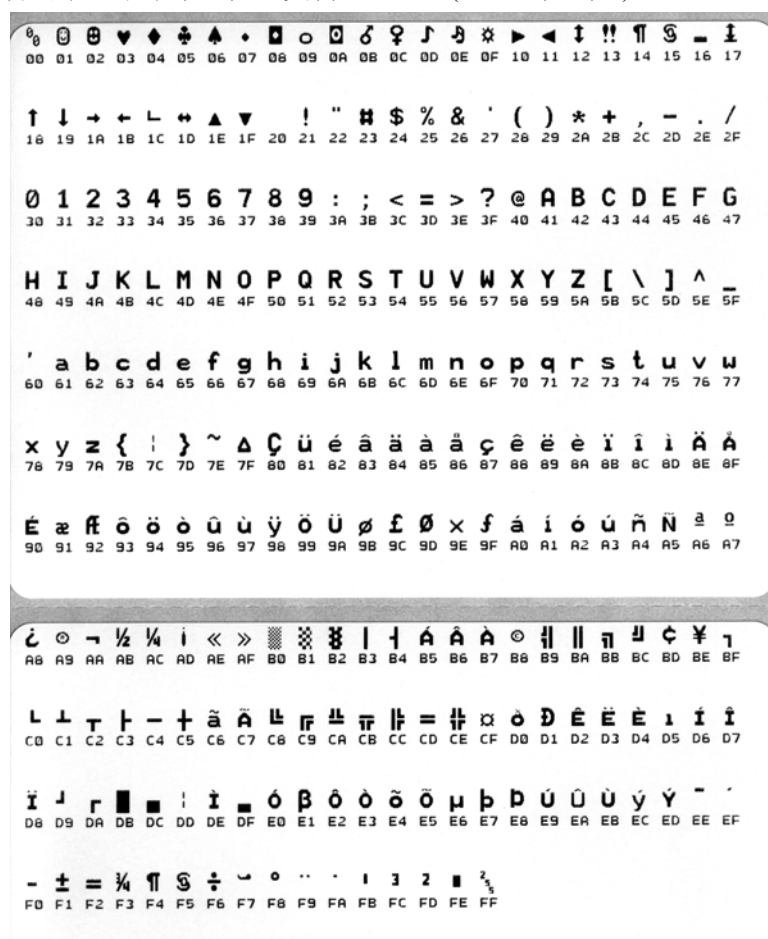 ⁰₀ ☺ ☻ ♥ ♦ ♣ ♠ • ◘ ○ ◙ ♂ ♀ ♪ ♫ ☼ ► ◄ ↕ ‼ ¶ § ▬ ↨
00 01 02 03 04 05 06 07 08 09 0A 0B 0C 0D 0E 0F 10 11 12 13 14 15 16 17
↑ ↓ → ← ∟ ↔ ▲ ▼ ! " # $ % & ' ( ) * + , - . /
18 19 1A 1B 1C 1D 1E 1F 20 21 22 23 24 25 26 27 28 29 2A 2B 2C 2D 2E 2F
0 1 2 3 4 5 6 7 8 9 : ; < = > ? @ A B C D E F G
30 31 32 33 34 35 36 37 38 39 3A 3B 3C 3D 3E 3F 40 41 42 43 44 45 46 47
H I J K L M N O P Q R S T U V W X Y Z [ \ ] ^ _
48 49 4A 4B 4C 4D 4E 4F 50 51 52 53 54 55 56 57 58 59 5A 5B 5C 5D 5E 5F
' a b c d e f g h i j k l m n o p q r s t u v w
60 61 62 63 64 65 66 67 68 69 6A 6B 6C 6D 6E 6F 70 71 72 73 74 75 76 77
x y z { ¦ } ~ ∆ Ç ü é â ä à å ç ê ë è ï î ì Ä Å
78 79 7A 7B 7C 7D 7E 7F 80 81 82 83 84 85 86 87 88 89 8A 8B 8C 8D 8E 8F
É æ Æ ô ö ò û ù ÿ Ö Ü ø £ Ø × ƒ á í ó ú ñ Ñ ª º
90 91 92 93 94 95 96 97 98 99 9A 9B 9C 9D 9E 9F A0 A1 A2 A3 A4 A5 A6 A7
¿ ® ¬ ½ ¼ ¡ « » ░ ▒ ▓ │ ┤ Á Â À © ╣ ║ ╗ ╝ ¢ ¥ ┐
A8 A9 AA AB AC AD AE AF B0 B1 B2 B3 B4 B5 B6 B7 B8 B9 BA BB BC BD BE BF
└ ┴ ┬ ├ ─ ┼ ã Ã ╚ ╔ ╩ ╦ ╠ ═ ╬ ¤ ð Ð Ê Ë È ı Í Î
C0 C1 C2 C3 C4 C5 C6 C7 C8 C9 CA CB CC CD CE CF D0 D1 D2 D3 D4 D5 D6 D7
Ï ┘ ┌ █ ▄ ¦ Ì ▬ ó β ô ò õ Õ µ þ Þ Ú Û Ù ý Ý ¯ ´
D8 D9 DA DB DC DD DE DF E0 E1 E2 E3 E4 E5 E6 E7 E8 E9 EA EB EC ED EE EF
- ± = ¾ ¶ § ÷ ¸ ° ¨ · ¹ ³ ² ■ ²₅₅
F0 F1 F2 F3 F4 F5 F6 F7 F8 F9 FA FB FC FD FE FF